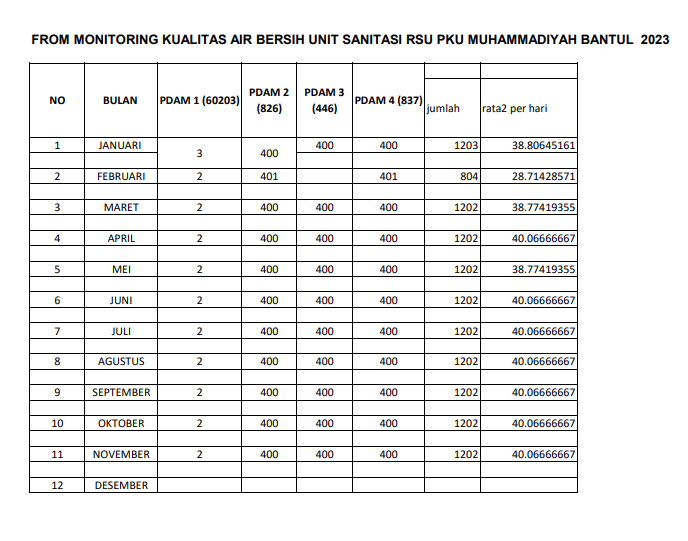 FROM MONITORING KUALITAS AIR BERSIH UNIT SANITASI RSU PKU MUHAMMADIYAH BANTUL 2023
NO BULAN PDAM 1 (60203) PDAM 2 (826) PDAM 3 (446) PDAM 4 (837) jumlah rata2 per hari
1 JANUARI 3 400 400 400 1203 38.80645161
2 FEBRUARI 2 401 401 804 28.71428571
3 MARET 2 400 400 400 1202 38.77419355
4 APRIL 2 400 400 400 1202 40.06666667
5 MEI 2 400 400 400 1202 38.77419355
6 JUNI 2 400 400 400 1202 40.06666667
7 JULI 2 400 400 400 1202 40.06666667
8 AGUSTUS 2 400 400 400 1202 40.06666667
9 SEPTEMBER 2 400 400 400 1202 40.06666667
10 OKTOBER 2 400 400 400 1202 40.06666667
11 NOVEMBER 2 400 400 400 1202 40.06666667
12 DESEMBER